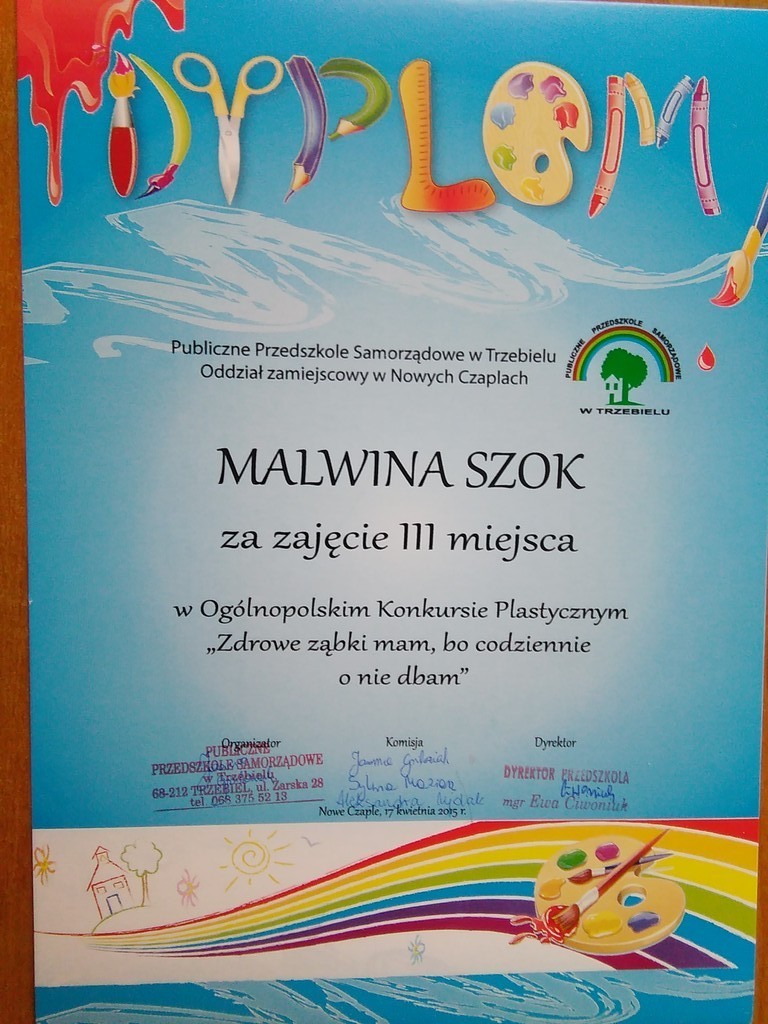 DYPLOM
Publiczne Przedszkole Samorządowe w Trzebielu
Oddział zamiejscowy w Nowych Czaplach
PUBLICZNE PRZEDSZKOLE SAMORZĄDOWE
W TRZEBIELU
MALWINA SZOK
za zajęcie III miejsca
w Ogólnopolskim Konkursie Plastycznym
„Zdrowe ząbki mam, bo codziennie
o nie dbam”
Organizator
Komisja
Dyrektor
PUBLICZNE
PRZEDSZKOLE SAMORZĄDOWE
w Trzebielu
68-212 TRZEBIEL, ul. Żarska 28
tel. 068 375 52 13
Sylwia
Aleksandra
DYREKTOR PRZEDSZKOLA
mgr Ewa Ciwoniuk
Nowe Czaple, 17 kwietnia 2015 r.